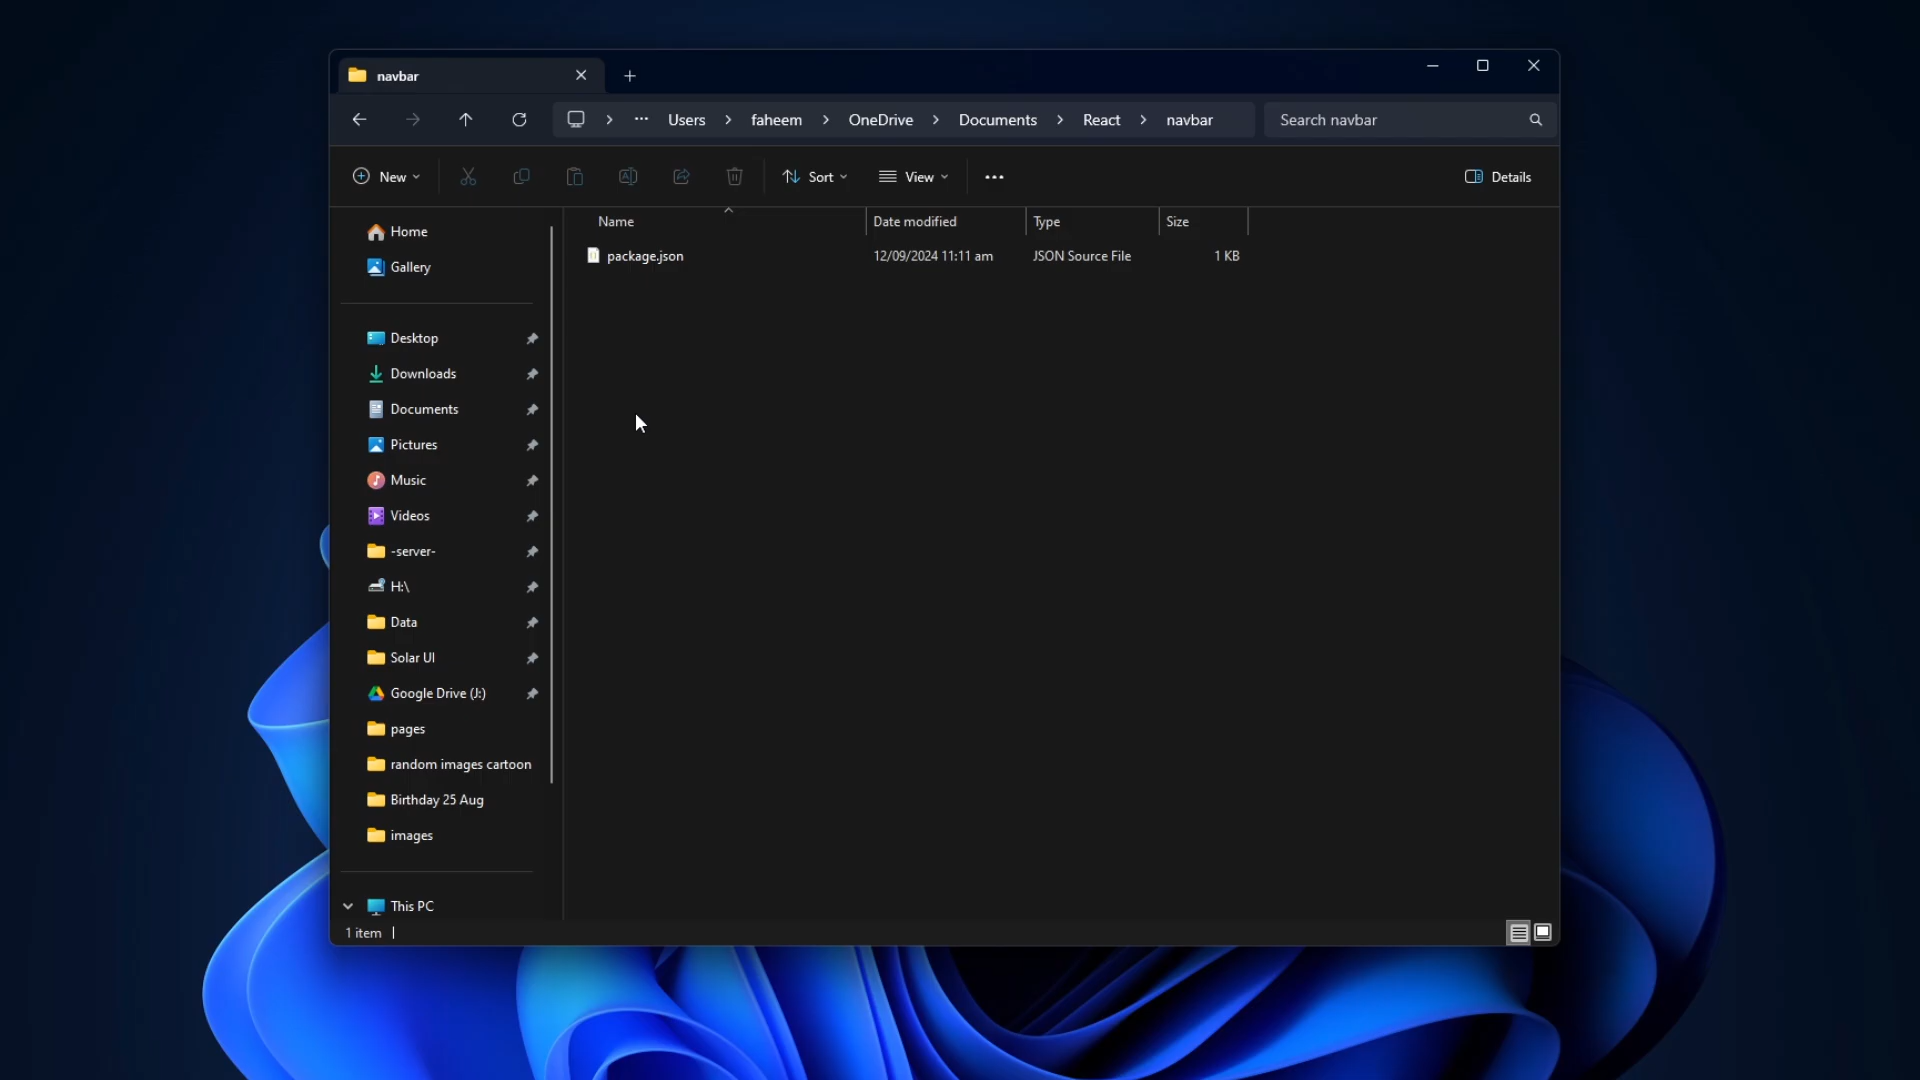 navbar
Users > faheem > OneDrive > Documents > React > navbar
Search navbar
New
Sort
View
Details
Name Date modified Type Size
package.json 12/09/2024 11:11 am JSON Source File 1 KB
Home
Gallery
Desktop
Downloads
Documents
Pictures
Music
Videos
-server-
H:\
Data
Solar UI
Google Drive (J:)
pages
random images cartoon
Birthday 25 Aug
images
This PC
1 item